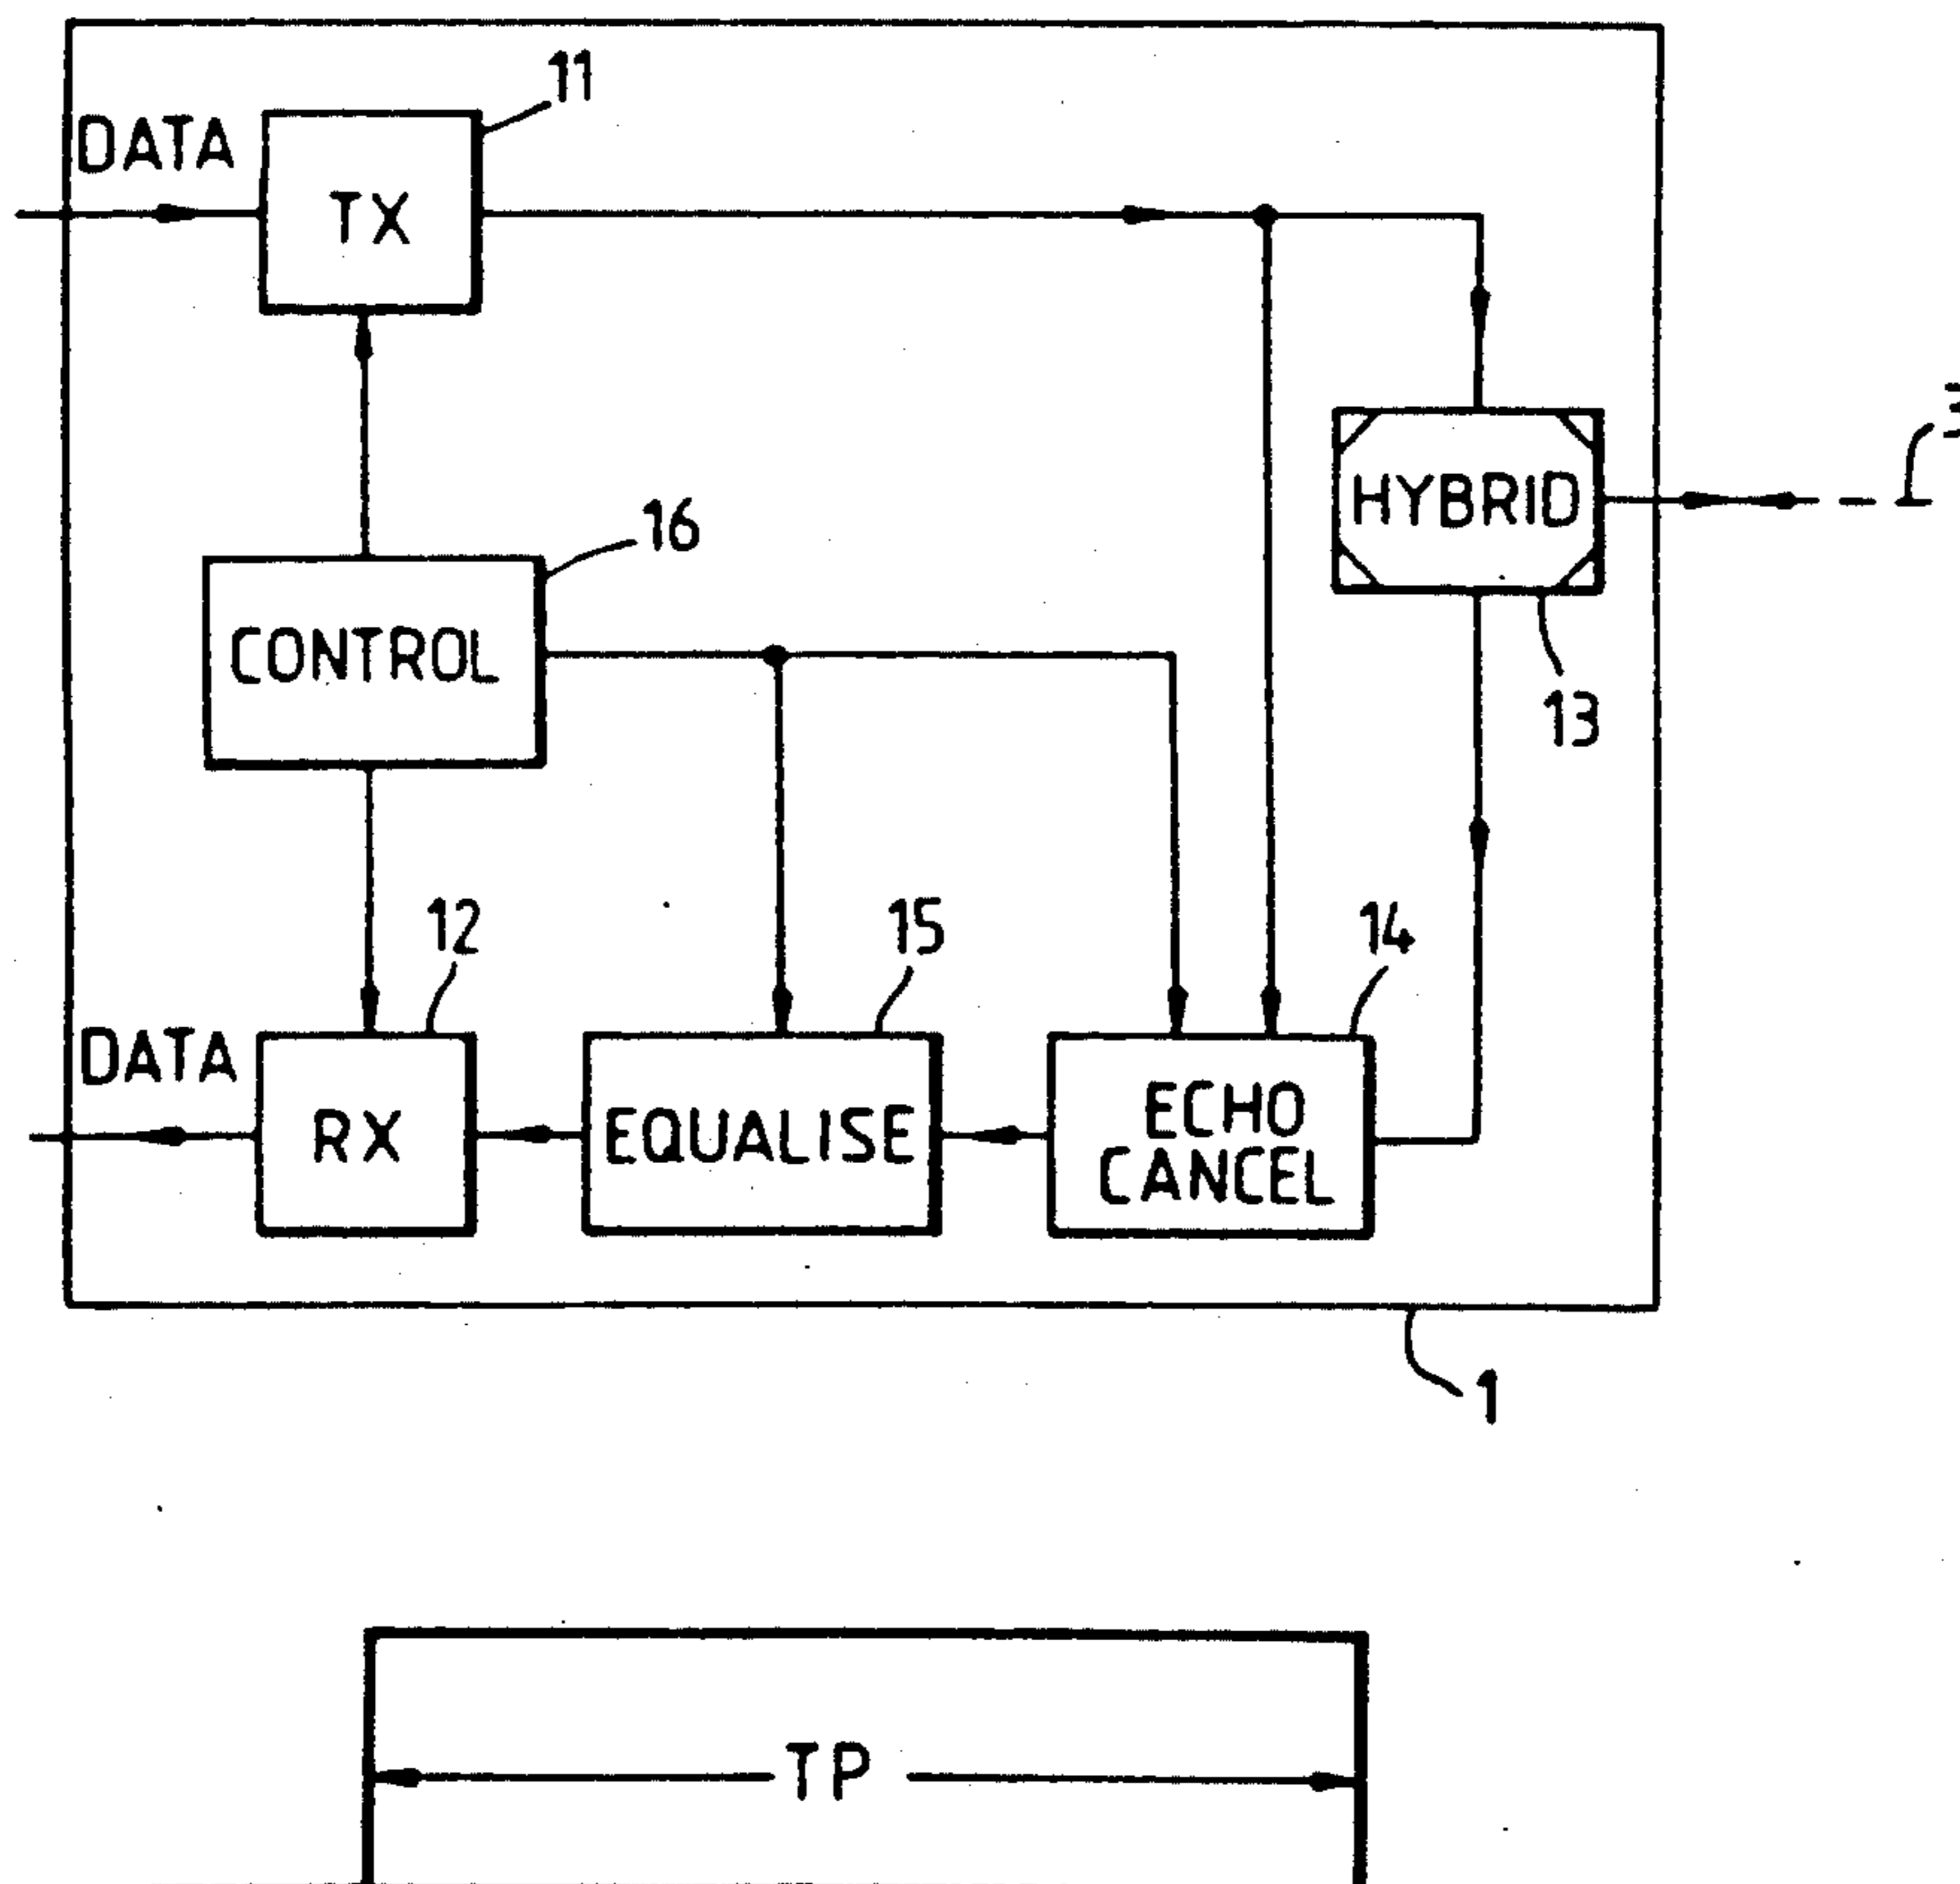 11
DATA
TX
16
HYBRID
CONTROL
13
12
15
14
DATA
RX
EQUALISE
ECHO
CANCEL
1
TP